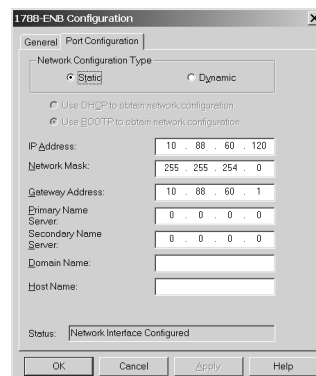 1788-ENB Configuration
General Port Configuration
Network Configuration Type
Static Dynamic
Use DHCP to obtain network configuration.
Use BOOTP to obtain network configuration.
IP Address: 10 . 88 . 60 . 120
Network Mask: 255 . 255 . 254 . 0
Gateway Address: 10 . 88 . 60 . 1
Primary Name
Server: 0 . 0 . 0 . 0
Secondary Name
Server: 0 . 0 . 0 . 0
Domain Name:
Host Name:
Status: Network Interface Configured
OK Cancel Apply Help